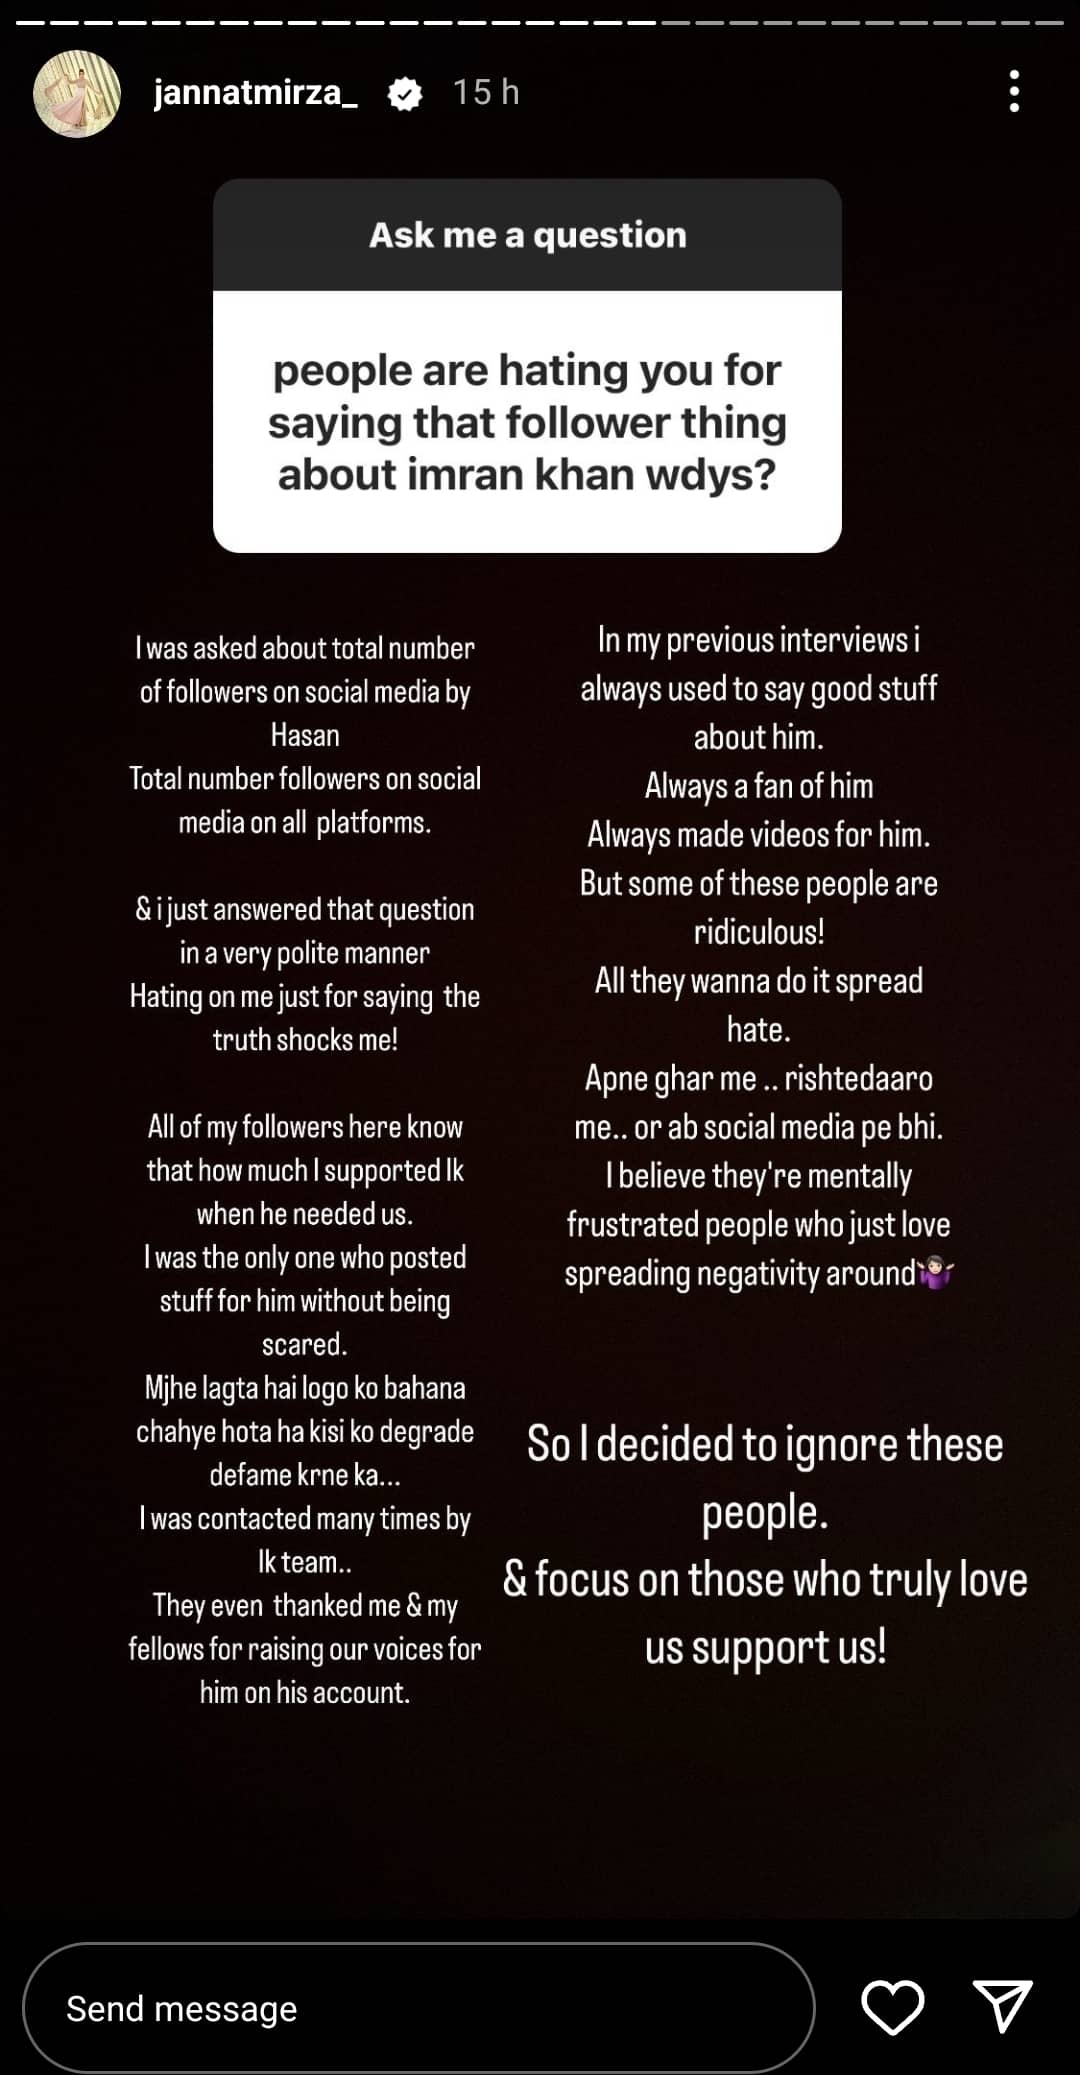 jannatmirza_ 15 h
Ask me a question
people are hating you for
saying that follower thing
about imran khan wdys?
I was asked about total number
of followers on social media by
Hasan
Total number followers on social
media on all platforms.
& i just answered that question
in a very polite manner
Hating on me just for saying the
truth shocks me!
All of my followers here know
that how much I supported Ik
when he needed us.
I was the only one who posted
stuff for him without being
scared.
Mjhe lagta hai logo ko bahana
chahye hota ha kisi ko degrade
defame krne ka...
I was contacted many times by
Ik team..
They even thanked me & my
fellows for raising our voices for
him on his account.
In my previous interviews i
always used to say good stuff
about him.
Always a fan of him
Always made videos for him.
But some of these people are
ridiculous!
All they wanna do it spread
hate.
Apne ghar me .. rishtedaaro
me.. or ab social media pe bhi.
I believe they're mentally
frustrated people who just love
spreading negativity around🤷🏻‍♀️
So I decided to ignore these
people.
& focus on those who truly love
us support us!
Send message